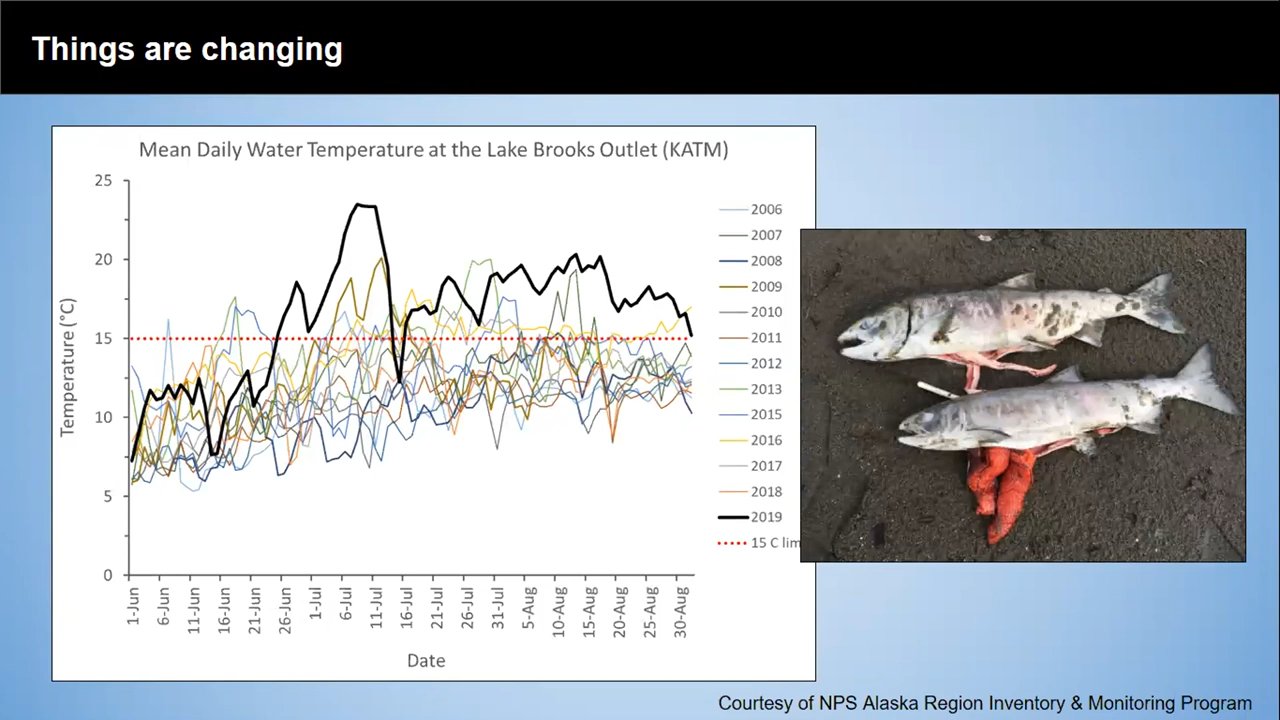 Things are changing
Mean Daily Water Temperature at the Lake Brooks Outlet (KATM)
25
20
15
10
5
0
Temperature (°C)
1-Jun
6-Jun
11-Jun
16-Jun
21-Jun
26-Jun
1-Jul
6-Jul
11-Jul
16-Jul
21-Jul
26-Jul
31-Jul
5-Aug
10-Aug
15-Aug
20-Aug
25-Aug
30-Aug
Date
2006
2007
2008
2009
2010
2011
2012
2013
2015
2016
2017
2018
2019
15 C lim
Courtesy of NPS Alaska Region Inventory & Monitoring Program